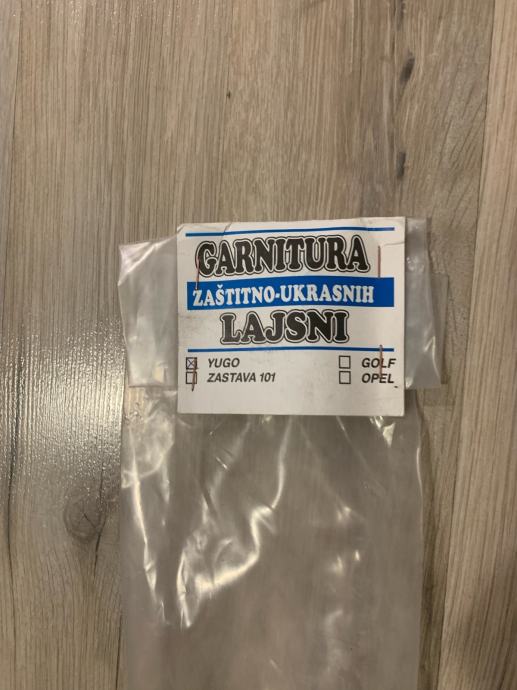 GARNITURA
ZAŠTITNO-UKRASNIH
LAJSNI
☒ YUGO ☐ GOLF
☐ ZASTAVA 101 ☐ OPEL